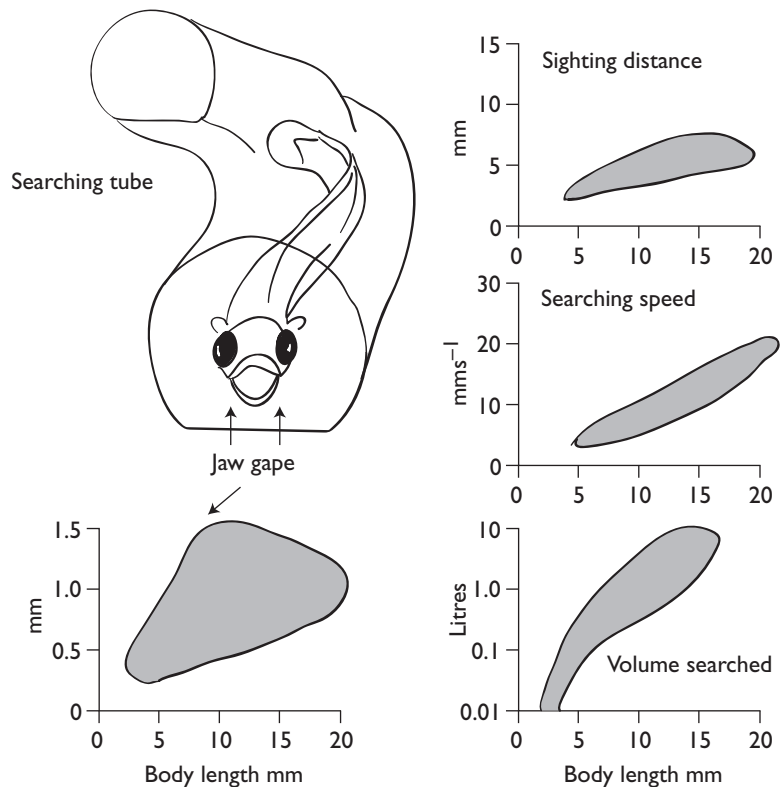 Searching tube
Jaw gape
Sighting distance
15
10
5
0
mm
0 5 10 15 20
Searching speed
30
20
10
0
mms⁻¹
0 5 10 15 20
1.5
1.0
0.5
0
mm
0 5 10 15 20
Body length mm
10
1.0
0.1
0.01
Litres
Volume searched
0 5 10 15 20
Body length mm